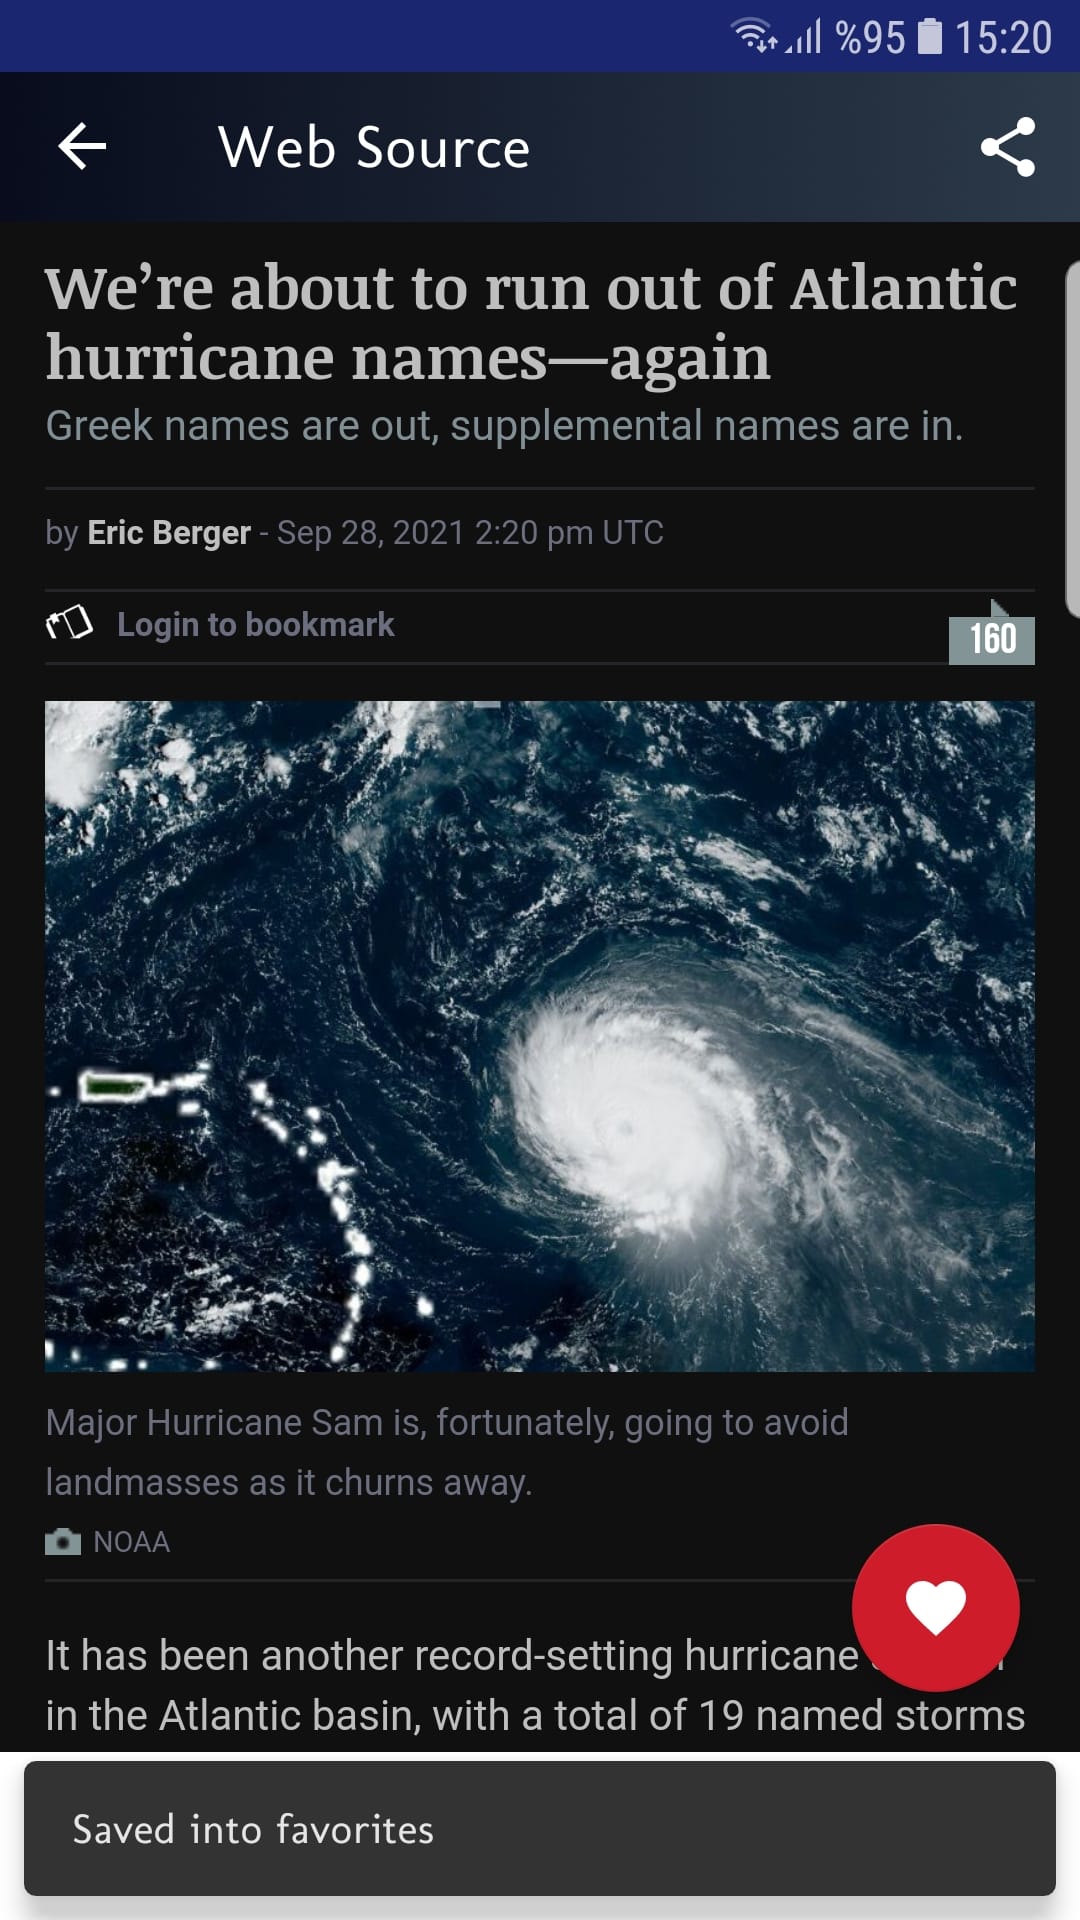 %95 15:20
Web Source
We’re about to run out of Atlantic
hurricane names—again
Greek names are out, supplemental names are in.
by Eric Berger - Sep 28, 2021 2:20 pm UTC
Login to bookmark
160
Major Hurricane Sam is, fortunately, going to avoid
landmasses as it churns away.
NOAA
It has been another record-setting hurricane
in the Atlantic basin, with a total of 19 named storms
Saved into favorites